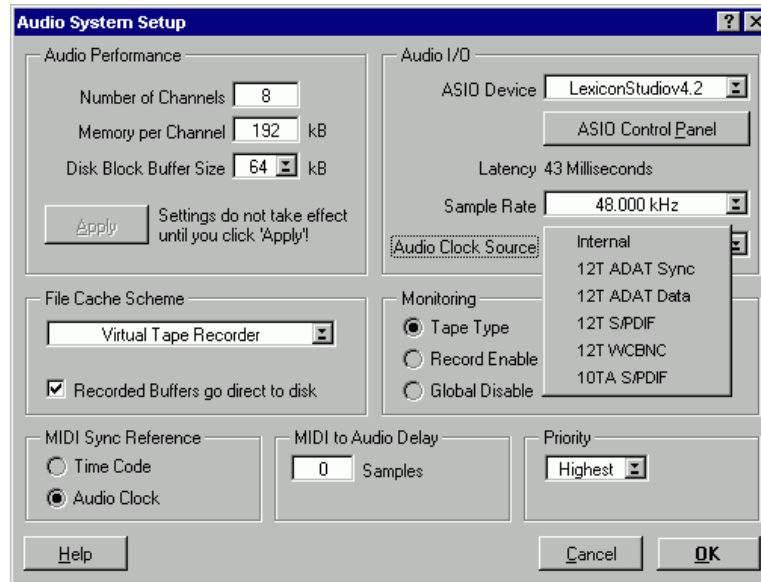 Audio System Setup
Audio Performance
Number of Channels 8
Memory per Channel 192 kB
Disk Block Buffer Size 64 kB
Apply
Settings do not take effect
until you click 'Apply'!
Audio I/O
ASIO Device LexiconStudiov4.2
ASIO Control Panel
Latency 43 Milliseconds
Sample Rate 48.000 kHz
Audio Clock Source
Internal
12T ADAT Sync
12T ADAT Data
12T S/PDIF
12T WCBNC
10TA S/PDIF
File Cache Scheme
Virtual Tape Recorder
Recorded Buffers go direct to disk
Monitoring
Tape Type
Record Enable
Global Disable
MIDI Sync Reference
Time Code
Audio Clock
MIDI to Audio Delay
0 Samples
Priority
Highest
Help
Cancel
OK